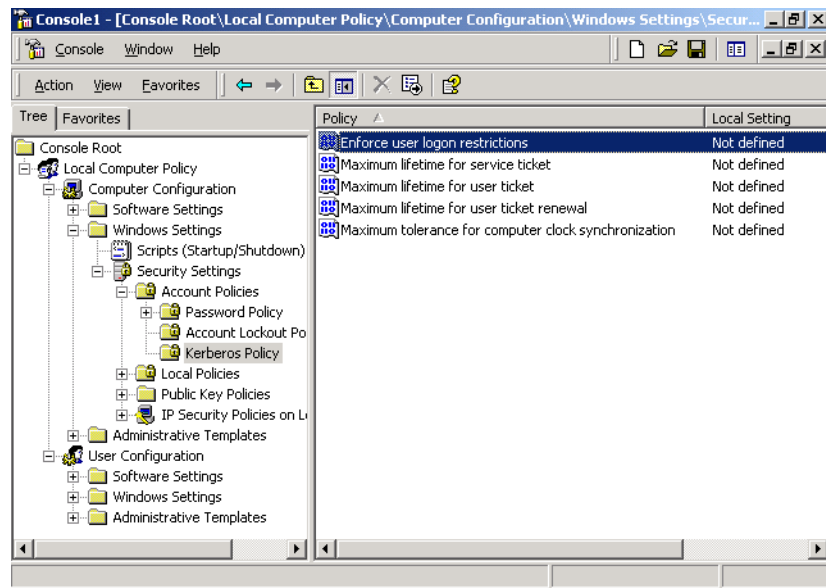 Console1 - [Console Root\Local Computer Policy\Computer Configuration\Windows Settings\Secur...
Console Window Help
Action View Favorites
Tree Favorites
Console Root
Local Computer Policy
Computer Configuration
Software Settings
Windows Settings
Scripts (Startup/Shutdown)
Security Settings
Account Policies
Password Policy
Account Lockout Po
Kerberos Policy
Local Policies
Public Key Policies
IP Security Policies on Lo
Administrative Templates
User Configuration
Software Settings
Windows Settings
Administrative Templates
Policy Local Setting
Enforce user logon restrictions Not defined
Maximum lifetime for service ticket Not defined
Maximum lifetime for user ticket Not defined
Maximum lifetime for user ticket renewal Not defined
Maximum tolerance for computer clock synchronization Not defined